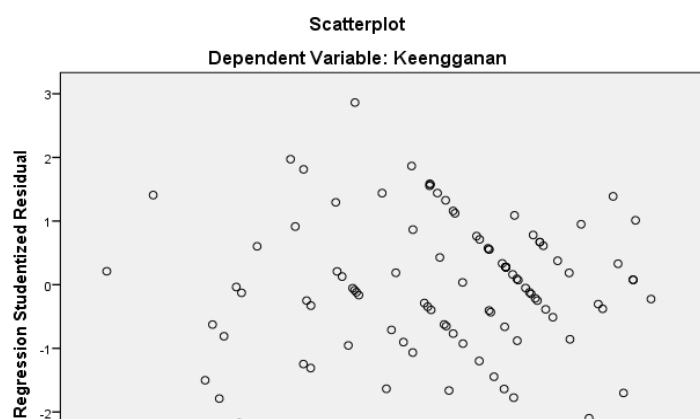 Scatterplot
Dependent Variable: Keengganan
Regression Studentized Residual
3
2
1
0
-1
-2